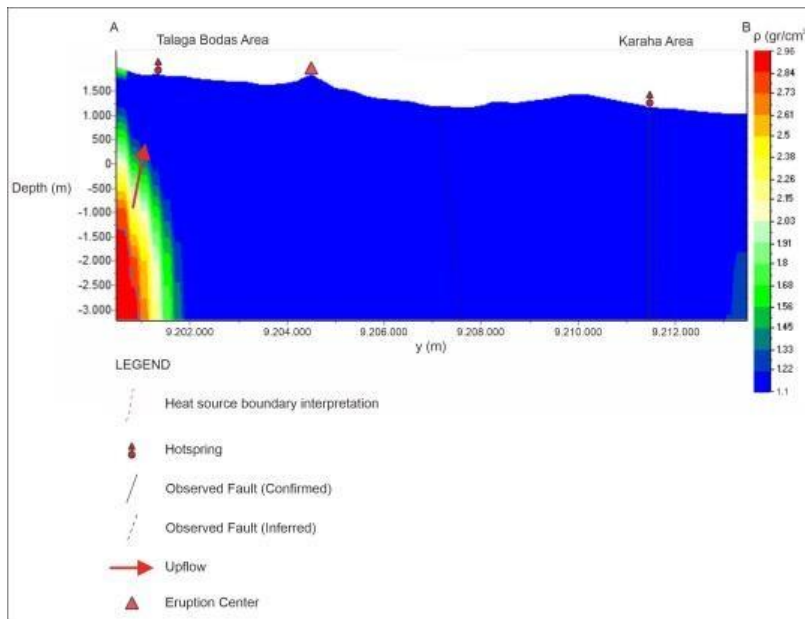 A
Talaga Bodas Area
Karaha Area
B
ρ (gr/cm³
1.500
1.000
500
0
-500
-1.000
-1.500
-2.000
-2.500
-3.000
Depth (m)
9.202.000 9.204.000 9.206.000 9.208.000 9.210.000 9.212.000
y (m)
2.96
2.84
2.73
2.61
2.5
2.38
2.26
2.15
2.03
1.91
1.8
1.68
1.56
1.45
1.33
1.22
1.1
LEGEND
Heat source boundary interpretation
Hotspring
Observed Fault (Confirmed)
Observed Fault (Inferred)
Upflow
Eruption Center